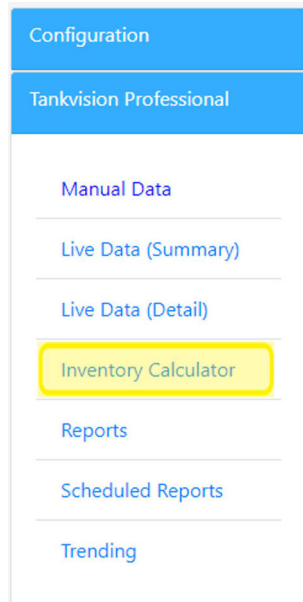 Configuration
Tankvision Professional
Manual Data
Live Data (Summary)
Live Data (Detail)
Inventory Calculator
Reports
Scheduled Reports
Trending